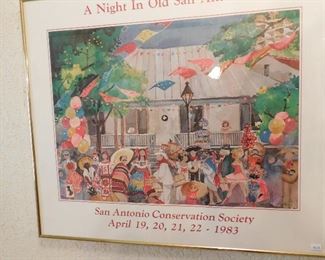 A Night In Old San
San Antonio Conservation Society
April 19, 20, 21, 22 - 1983